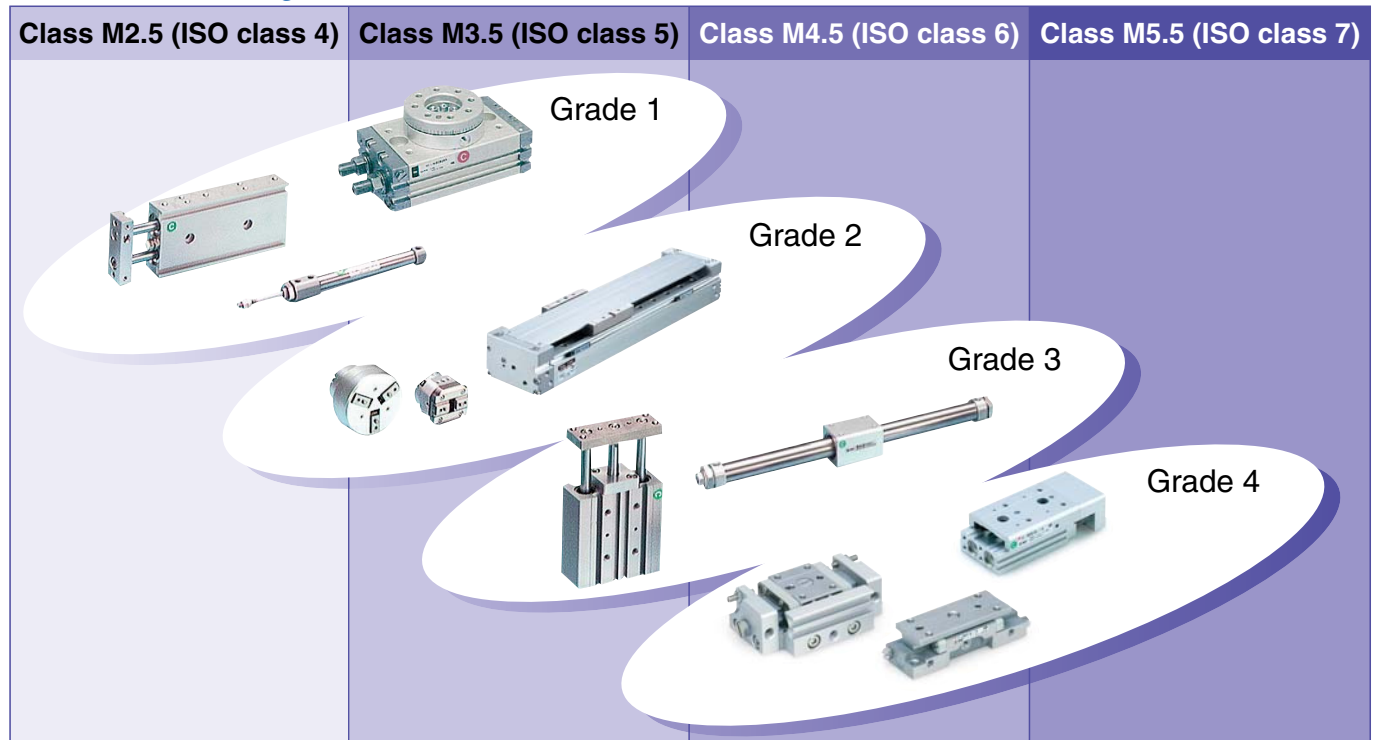 Class M2.5 (ISO class 4) Class M3.5 (ISO class 5) Class M4.5 (ISO class 6) Class M5.5 (ISO class 7)
Grade 1
Grade 2
Grade 3
Grade 4